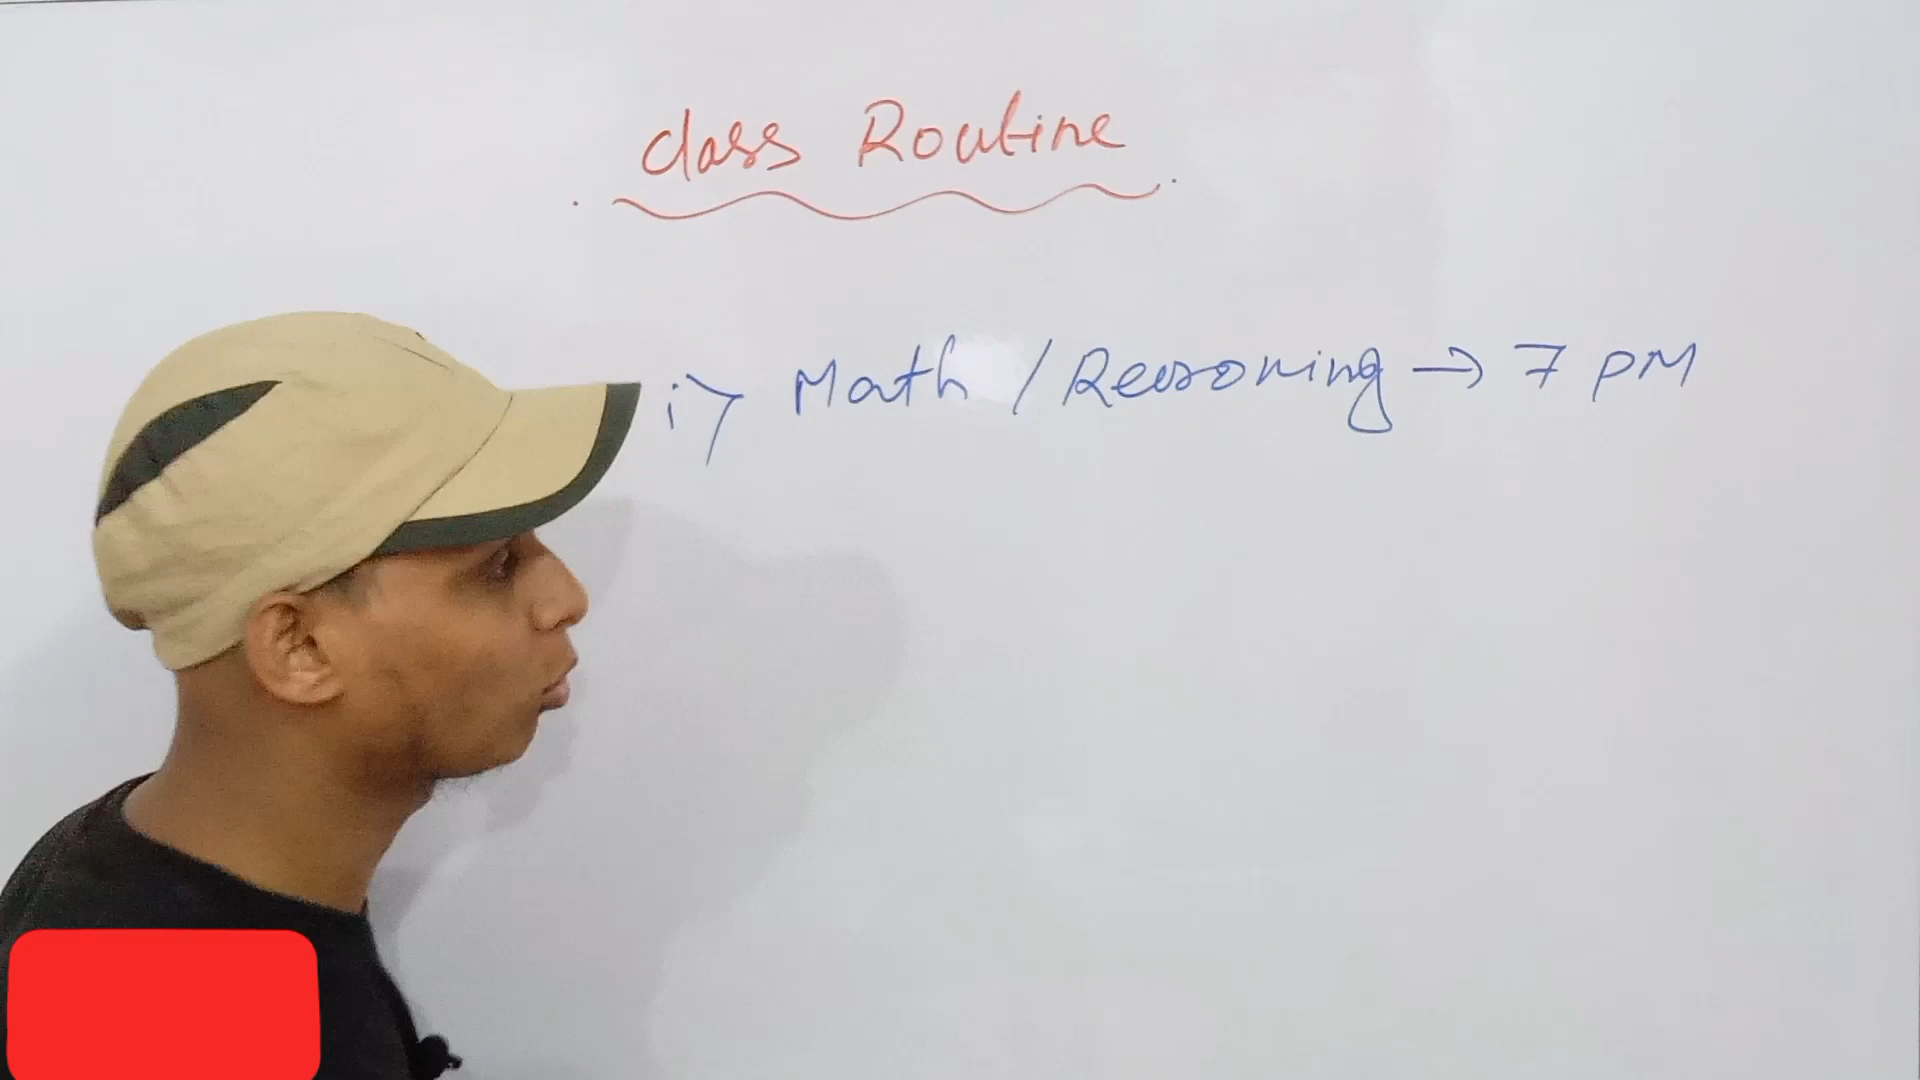 Class Routine
i) Math / Reasoning → 7 PM